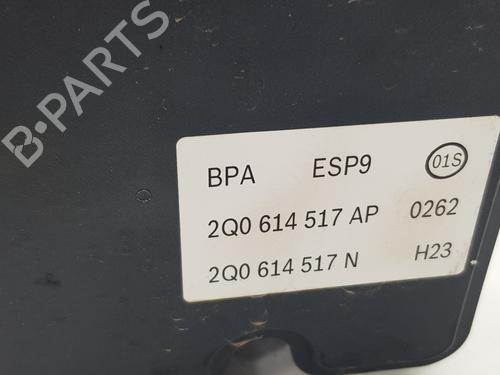 B-PARTS
BPA ESP9 01S
2Q0 614 517 AP 0262
2Q0 614 517 N H23